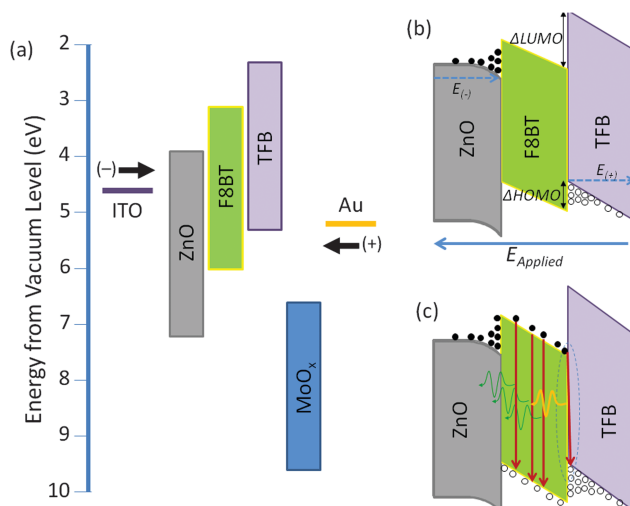 (a)
Energy from Vacuum Level (eV)
2
3
4
5
6
7
8
9
10
(−)
ITO
ZnO
F8BT
TFB
MoOₓ
Au
(+)
(b)
ΔLUMO
E(-)
ZnO
F8BT
TFB
E(+)
ΔHOMO
E Applied
(c)
ZnO
TFB